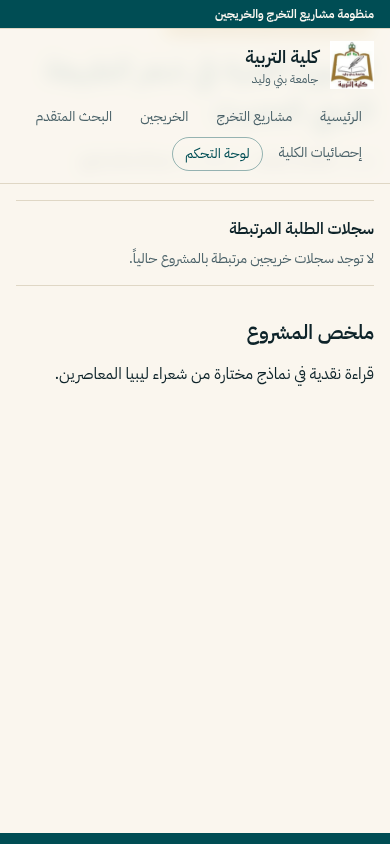 منظومة مشاريع التخرج والخريجين
كلية التربية
جامعة بني وليد
الرئيسية
مشاريع التخرج
الخريجين
البحث المتقدم
إحصائيات الكلية
لوحة التحكم
سجلات الطلبة المرتبطة
لا توجد سجلات خريجين مرتبطة بالمشروع حالياً.
ملخص المشروع
قراءة نقدية في نماذج مختارة من شعراء ليبيا المعاصرين.